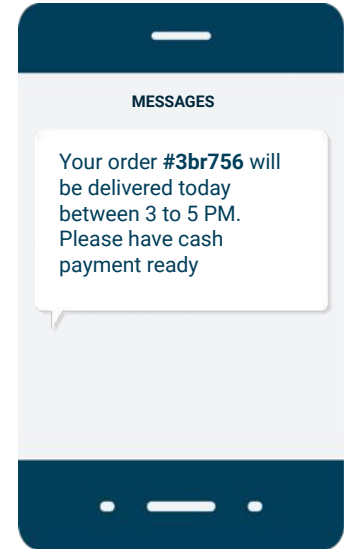 MESSAGES
Your order #3br756 will
be delivered today
between 3 to 5 PM.
Please have cash
payment ready